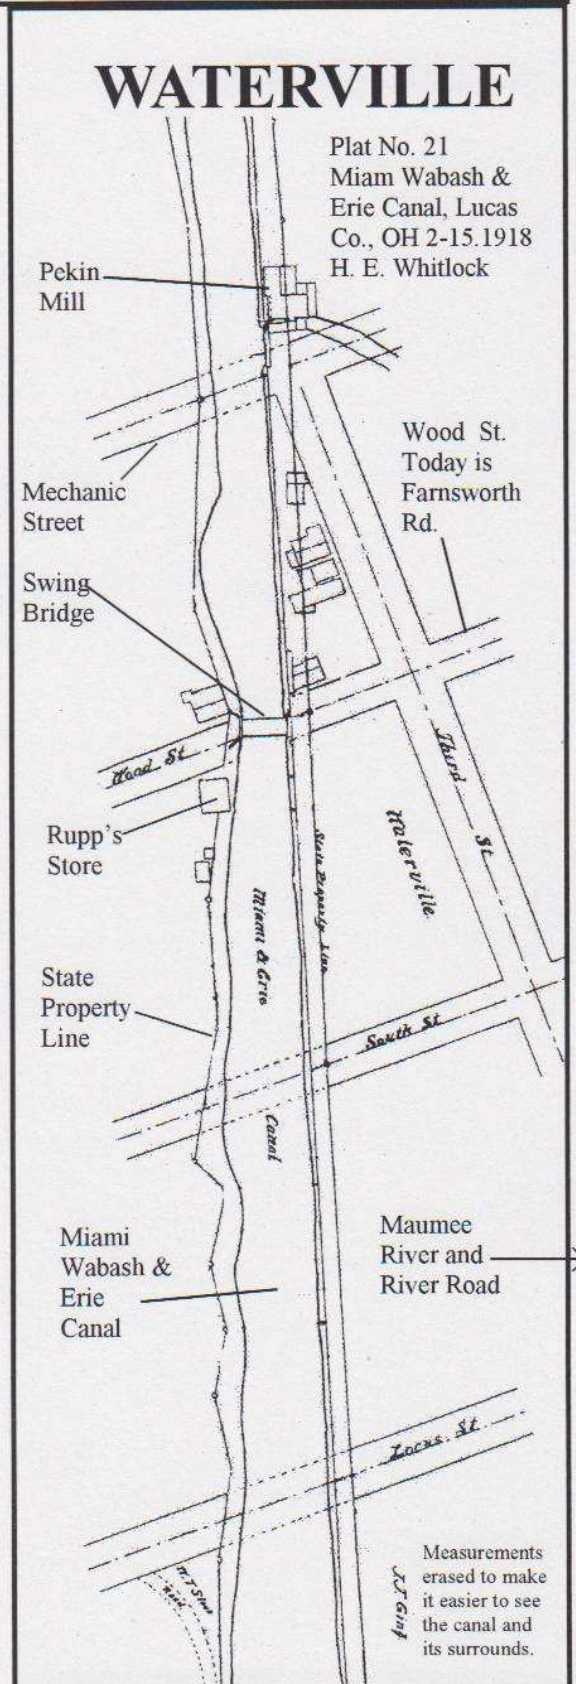 WATERVILLE
Plat No. 21
Miam Wabash &
Erie Canal, Lucas
Co., OH 2-15.1918
H. E. Whitlock
Pekin
Mill
Wood St.
Today is
Farnsworth
Rd.
Mechanic
Street
Swing
Bridge
Wood St
Third
St
Rupp's
Store
Waterville
State Property Line
Miami & Erie
State
Property
Line
South St
Canal
Miami
Wabash &
Erie
Canal
Maumee
River and
River Road
Locus St
Measurements
erased to make
it easier to see
the canal and
its surrounds.